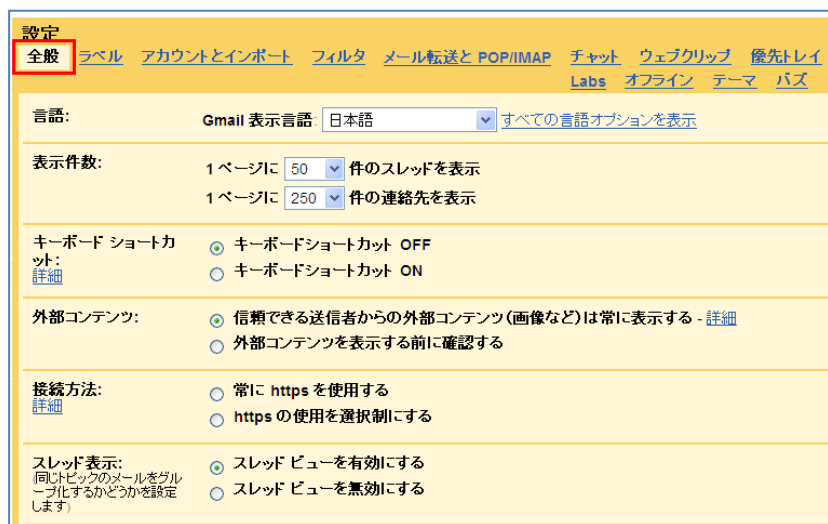 設定
全般 ラベル アカウントとインポート フィルタ メール転送と POP/IMAP チャット ウェブクリップ 優先トレイ
Labs オフライン テーマ バズ
言語: Gmail 表示言語: 日本語 すべての言語オプションを表示
表示件数: 1 ページに 50 件のスレッドを表示
1 ページに 250 件の連絡先を表示
キーボード ショートカ
ット:
詳細
キーボードショートカット OFF
キーボードショートカット ON
外部コンテンツ: 信頼できる送信者からの外部コンテンツ(画像など)は常に表示する - 詳細
外部コンテンツを表示する前に確認する
接続方法:
詳細
常に https を使用する
https の使用を選択制にする
スレッド表示:
(同じトピックのメールをグル
ープ化するかどうかを設定
します)
スレッド ビューを有効にする
スレッド ビューを無効にする